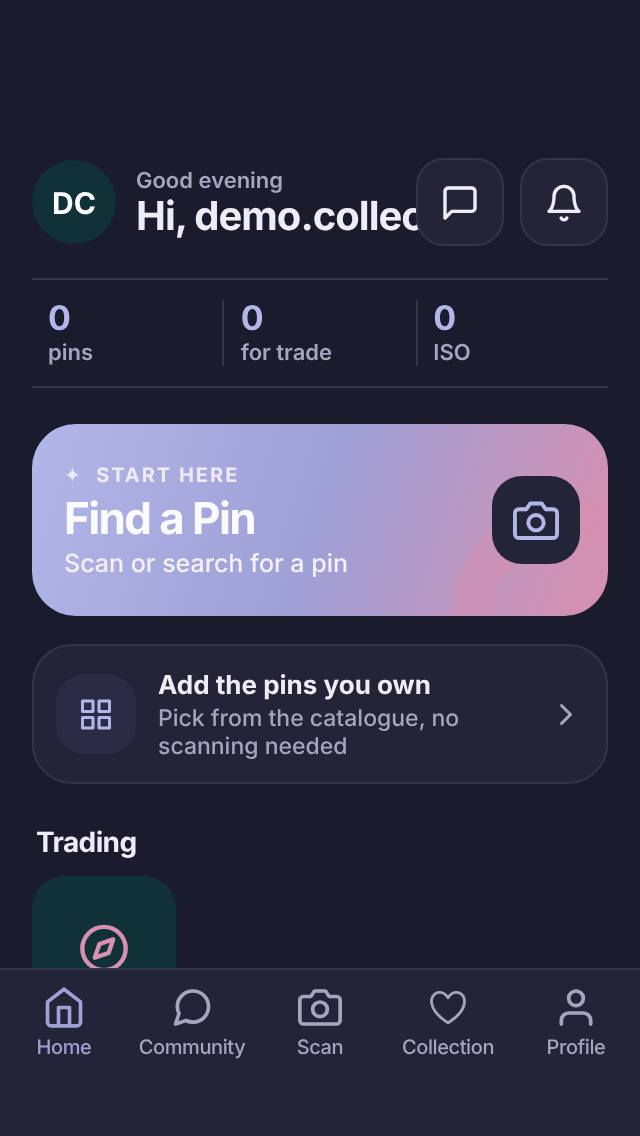 DC
Good evening
Hi, demo.collec
0
pins
0
for trade
0
ISO
START HERE
Find a Pin
Scan or search for a pin
Add the pins you own
Pick from the catalogue, no
scanning needed
Trading
Home
Community
Scan
Collection
Profile